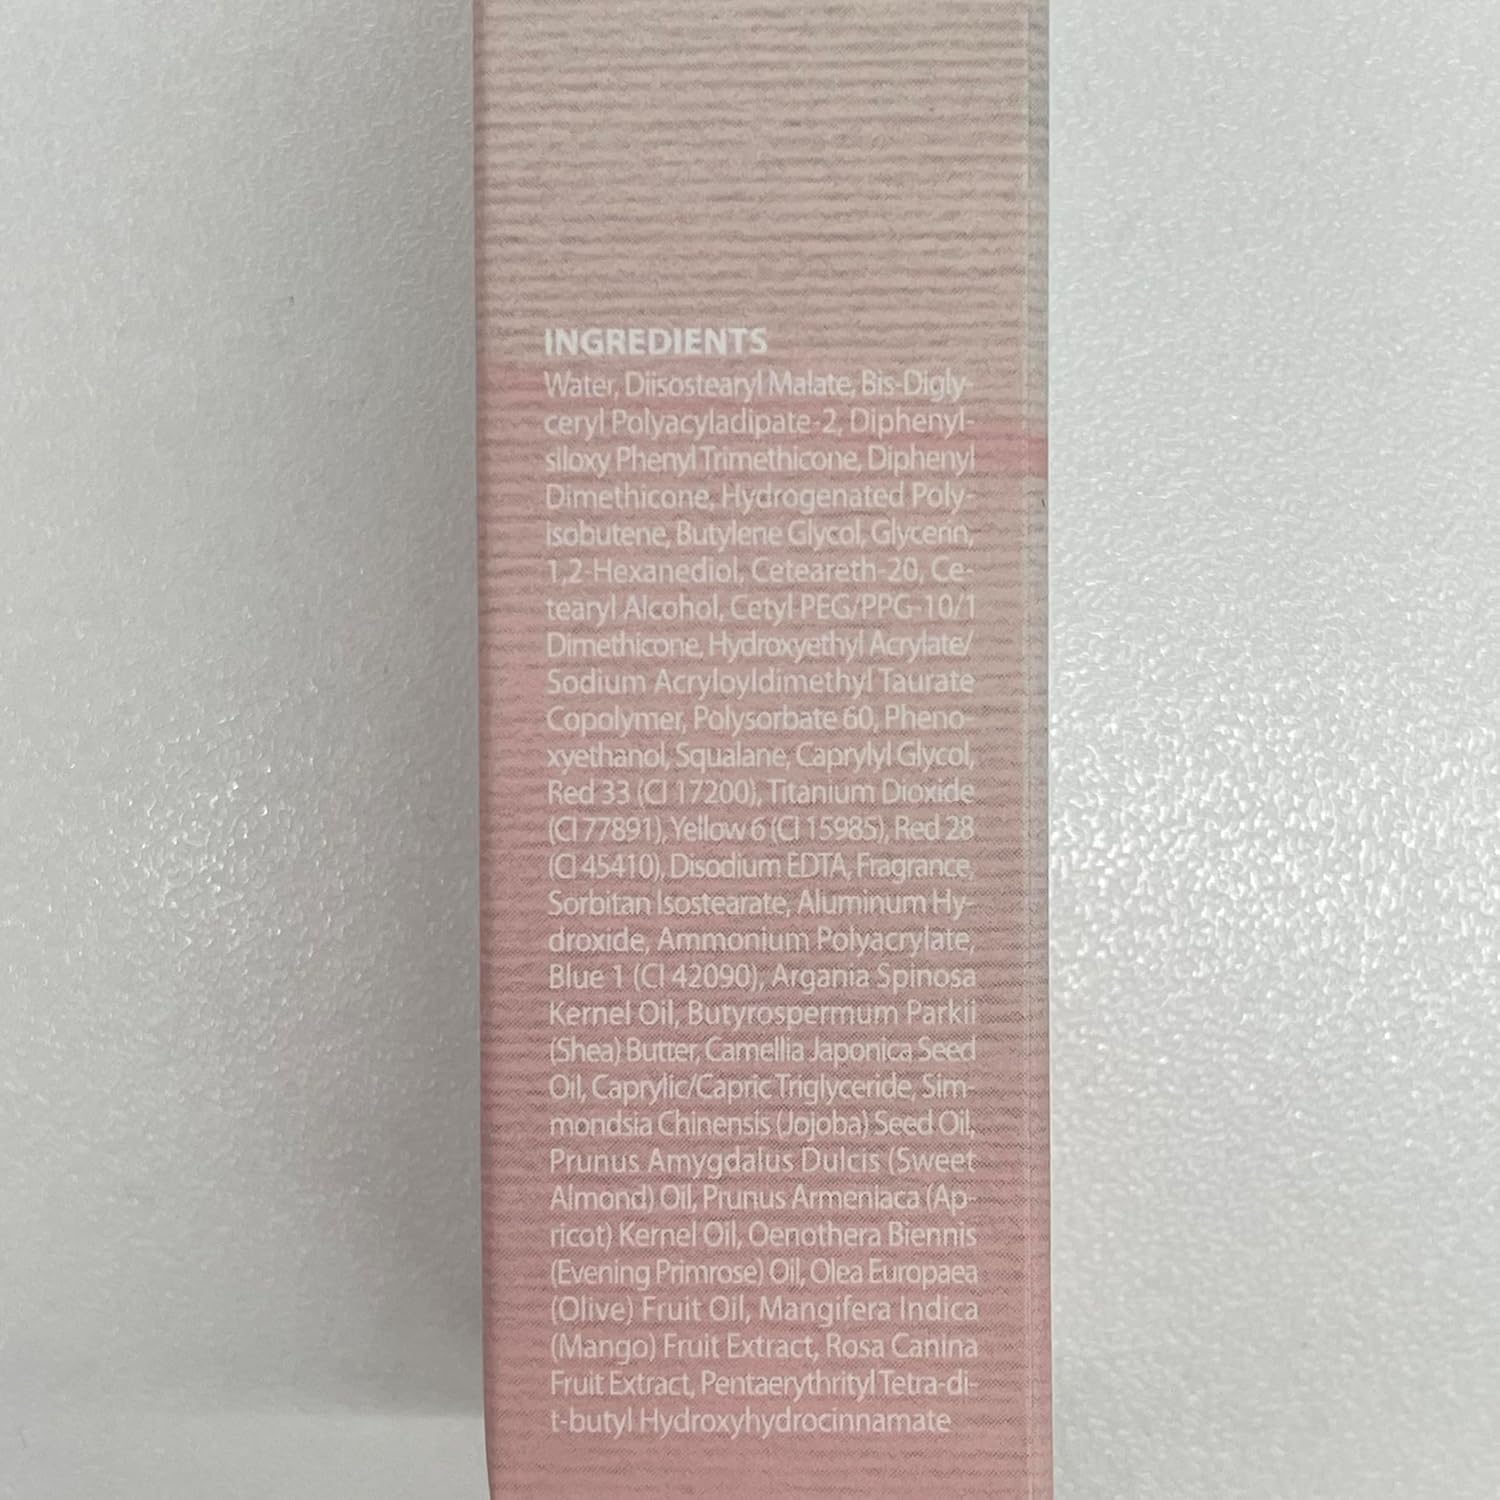 INGREDIENTS
Water, Diisostearyl Malate, Bis-Digly-
ceryl Polyacyladipate-2, Diphenyl-
siloxy Phenyl Trimethicone, Diphenyl
Dimethicone, Hydrogenated Poly-
isobutene, Butylene Glycol, Glycerin,
1,2-Hexanediol, Ceteareth-20, Ce-
tearyl Alcohol, Cetyl PEG/PPG-10/1
Dimethicone, Hydroxyethyl Acrylate/
Sodium Acryloyldimethyl Taurate
Copolymer, Polysorbate 60, Pheno-
xyethanol, Squalane, Caprylyl Glycol,
Red 33 (CI 17200), Titanium Dioxide
(CI 77891), Yellow 6 (CI 15985), Red 28
(CI 45410), Disodium EDTA, Fragrance,
Sorbitan Isostearate, Aluminum Hy-
droxide, Ammonium Polyacrylate,
Blue 1 (CI 42090), Argania Spinosa
Kernel Oil, Butyrospermum Parkii
(Shea) Butter, Camellia Japonica Seed
Oil, Caprylic/Capric Triglyceride, Sim-
mondsia Chinensis (Jojoba) Seed Oil,
Prunus Amygdalus Dulcis (Sweet
Almond) Oil, Prunus Armeniaca (Ap-
ricot) Kernel Oil, Oenothera Biennis
(Evening Primrose) Oil, Olea Europaea
(Olive) Fruit Oil, Mangifera Indica
(Mango) Fruit Extract, Rosa Canina
Fruit Extract, Pentaerythrityl Tetra-di-
t-butyl Hydroxyhydrocinnamate